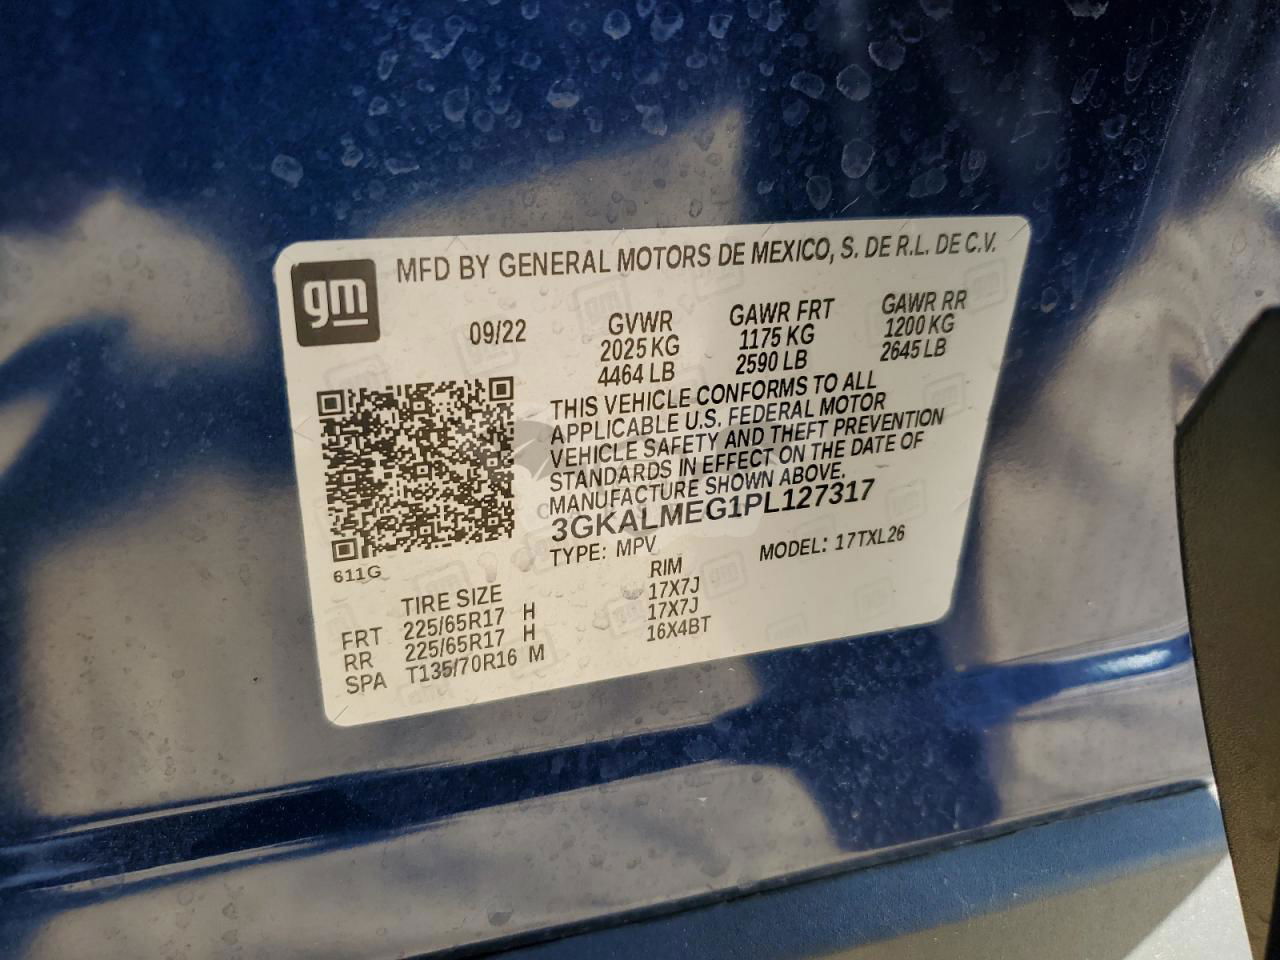 gm
MFD BY GENERAL MOTORS DE MEXICO, S. DE R.L. DE C.V.
09/22 GVWR GAWR FRT GAWR RR
2025 KG 1175 KG 1200 KG
4464 LB 2590 LB 2645 LB
THIS VEHICLE CONFORMS TO ALL
APPLICABLE U.S. FEDERAL MOTOR
VEHICLE SAFETY AND THEFT PREVENTION
STANDARDS IN EFFECT ON THE DATE OF
MANUFACTURE SHOWN ABOVE.
3GKALMEG1PL127317
TYPE: MPV MODEL: 17TXL26
611G
TIRE SIZE RIM
FRT 225/65R17 H 17X7J
RR 225/65R17 H 17X7J
SPA T135/70R16 M 16X4BT